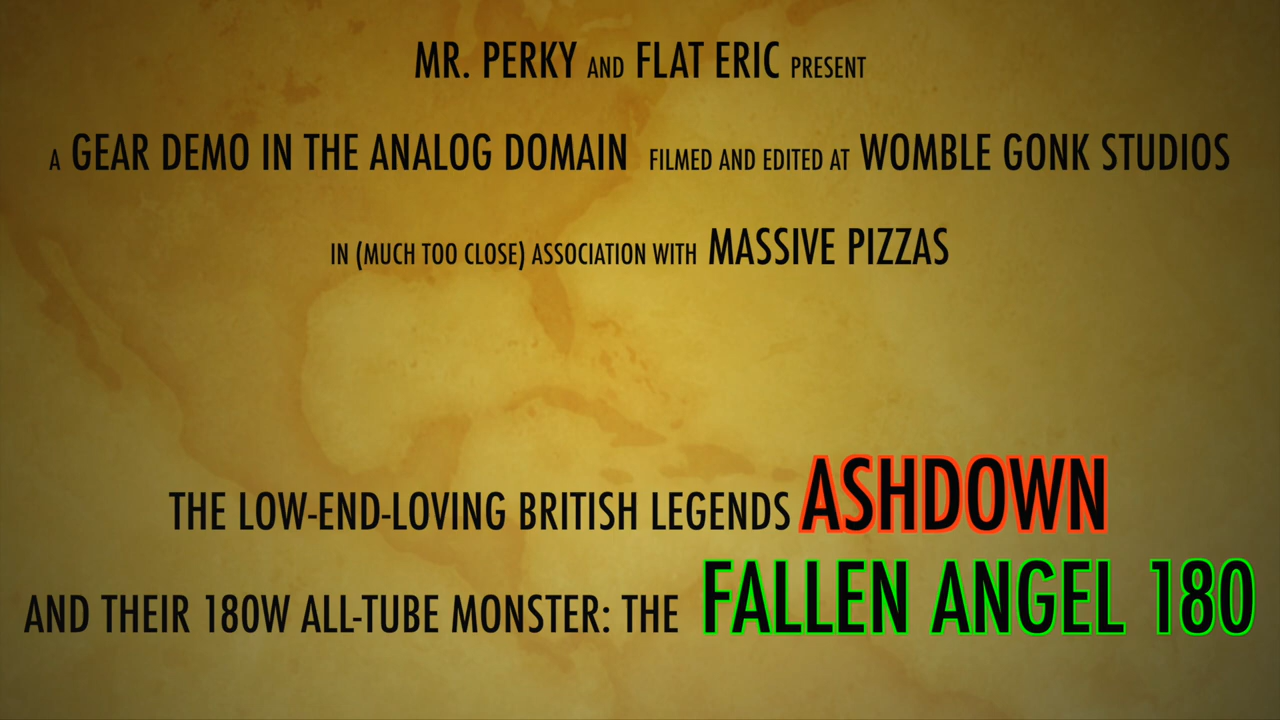 MR. PERKY AND FLAT ERIC PRESENT
A GEAR DEMO IN THE ANALOG DOMAIN FILMED AND EDITED AT WOMBLE GONK STUDIOS
IN (MUCH TOO CLOSE) ASSOCIATION WITH MASSIVE PIZZAS
THE LOW-END-LOVING BRITISH LEGENDS ASHDOWN
AND THEIR 180W ALL-TUBE MONSTER: THE FALLEN ANGEL 180